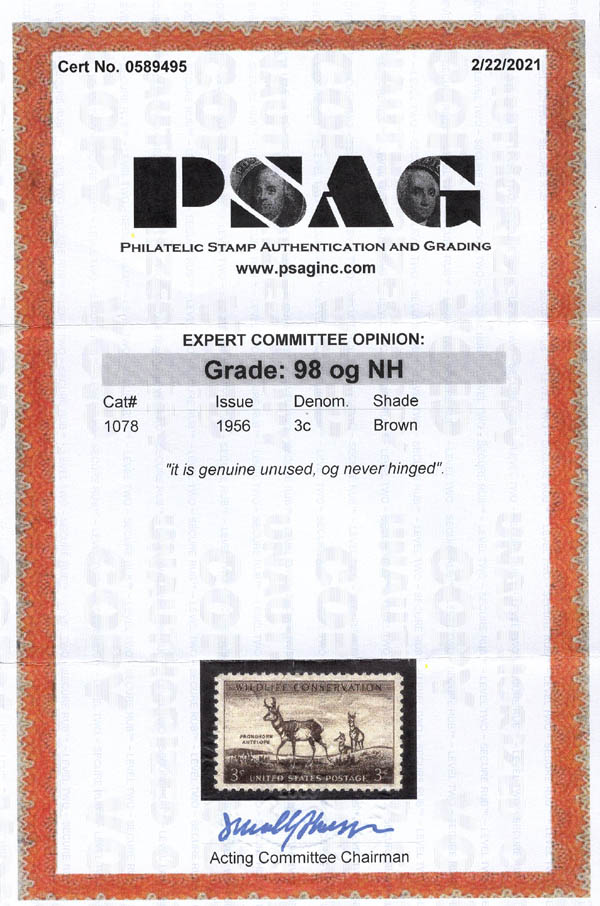 Cert No. 0589495 2/22/2021
PSAG
PHILATELIC STAMP AUTHENTICATION AND GRADING
www.psaginc.com
EXPERT COMMITTEE OPINION:
Grade: 98 og NH
Cat# Issue Denom. Shade
1078 1956 3c Brown
"it is genuine unused, og never hinged".
WILDLIFE CONSERVATION
PRONGHORN
ANTELOPE
3¢ UNITED STATES POSTAGE 3¢
Acting Committee Chairman